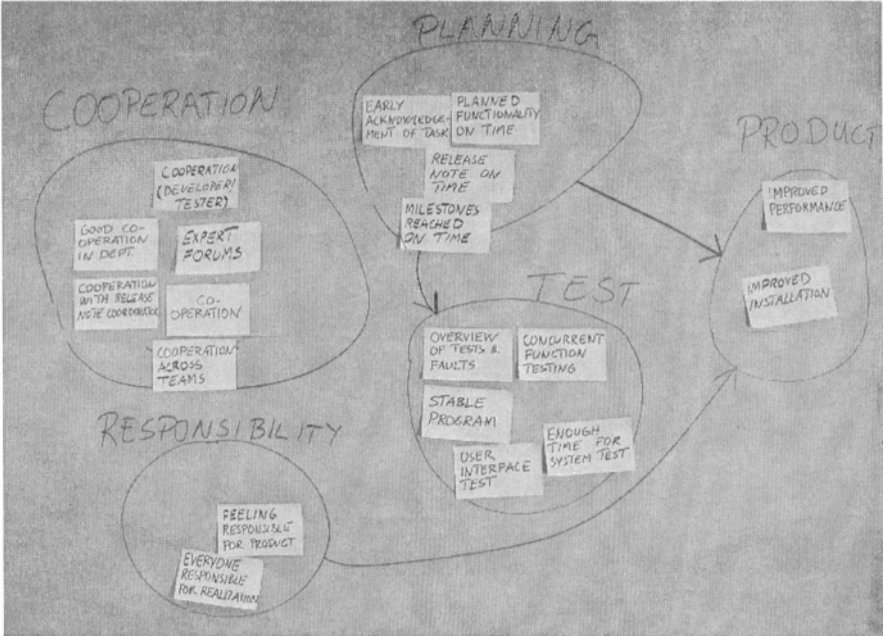 PLANNING
EARLY
ACKNOWLEDGE-
MENT OF TASK
PLANNED
FUNCTIONALITY
ON TIME
RELEASE
NOTE ON
TIME
MILESTONES
REACHED
ON TIME
COOPERATION
COOPERATION
(DEVELOPER/
TESTER)
GOOD CO-
OPERATION
IN DEPT.
EXPERT
FORUMS
COOPERATION
WITH RELEASE
NOTE COORDINATOR
CO-
OPERATION
COOPERATION
ACROSS
TEAMS
PRODUCT
IMPROVED
PERFORMANCE
IMPROVED
INSTALLATION
TEST
OVERVIEW
OF TESTS &
FAULTS
CONCURRENT
FUNCTION
TESTING
STABLE
PROGRAM
ENOUGH
TIME FOR
SYSTEM TEST
USER
INTERFACE
TEST
RESPONSIBILITY
FEELING
RESPONSIBLE
FOR PRODUCT
EVERYONE
RESPONSIBLE
FOR REALIZATION